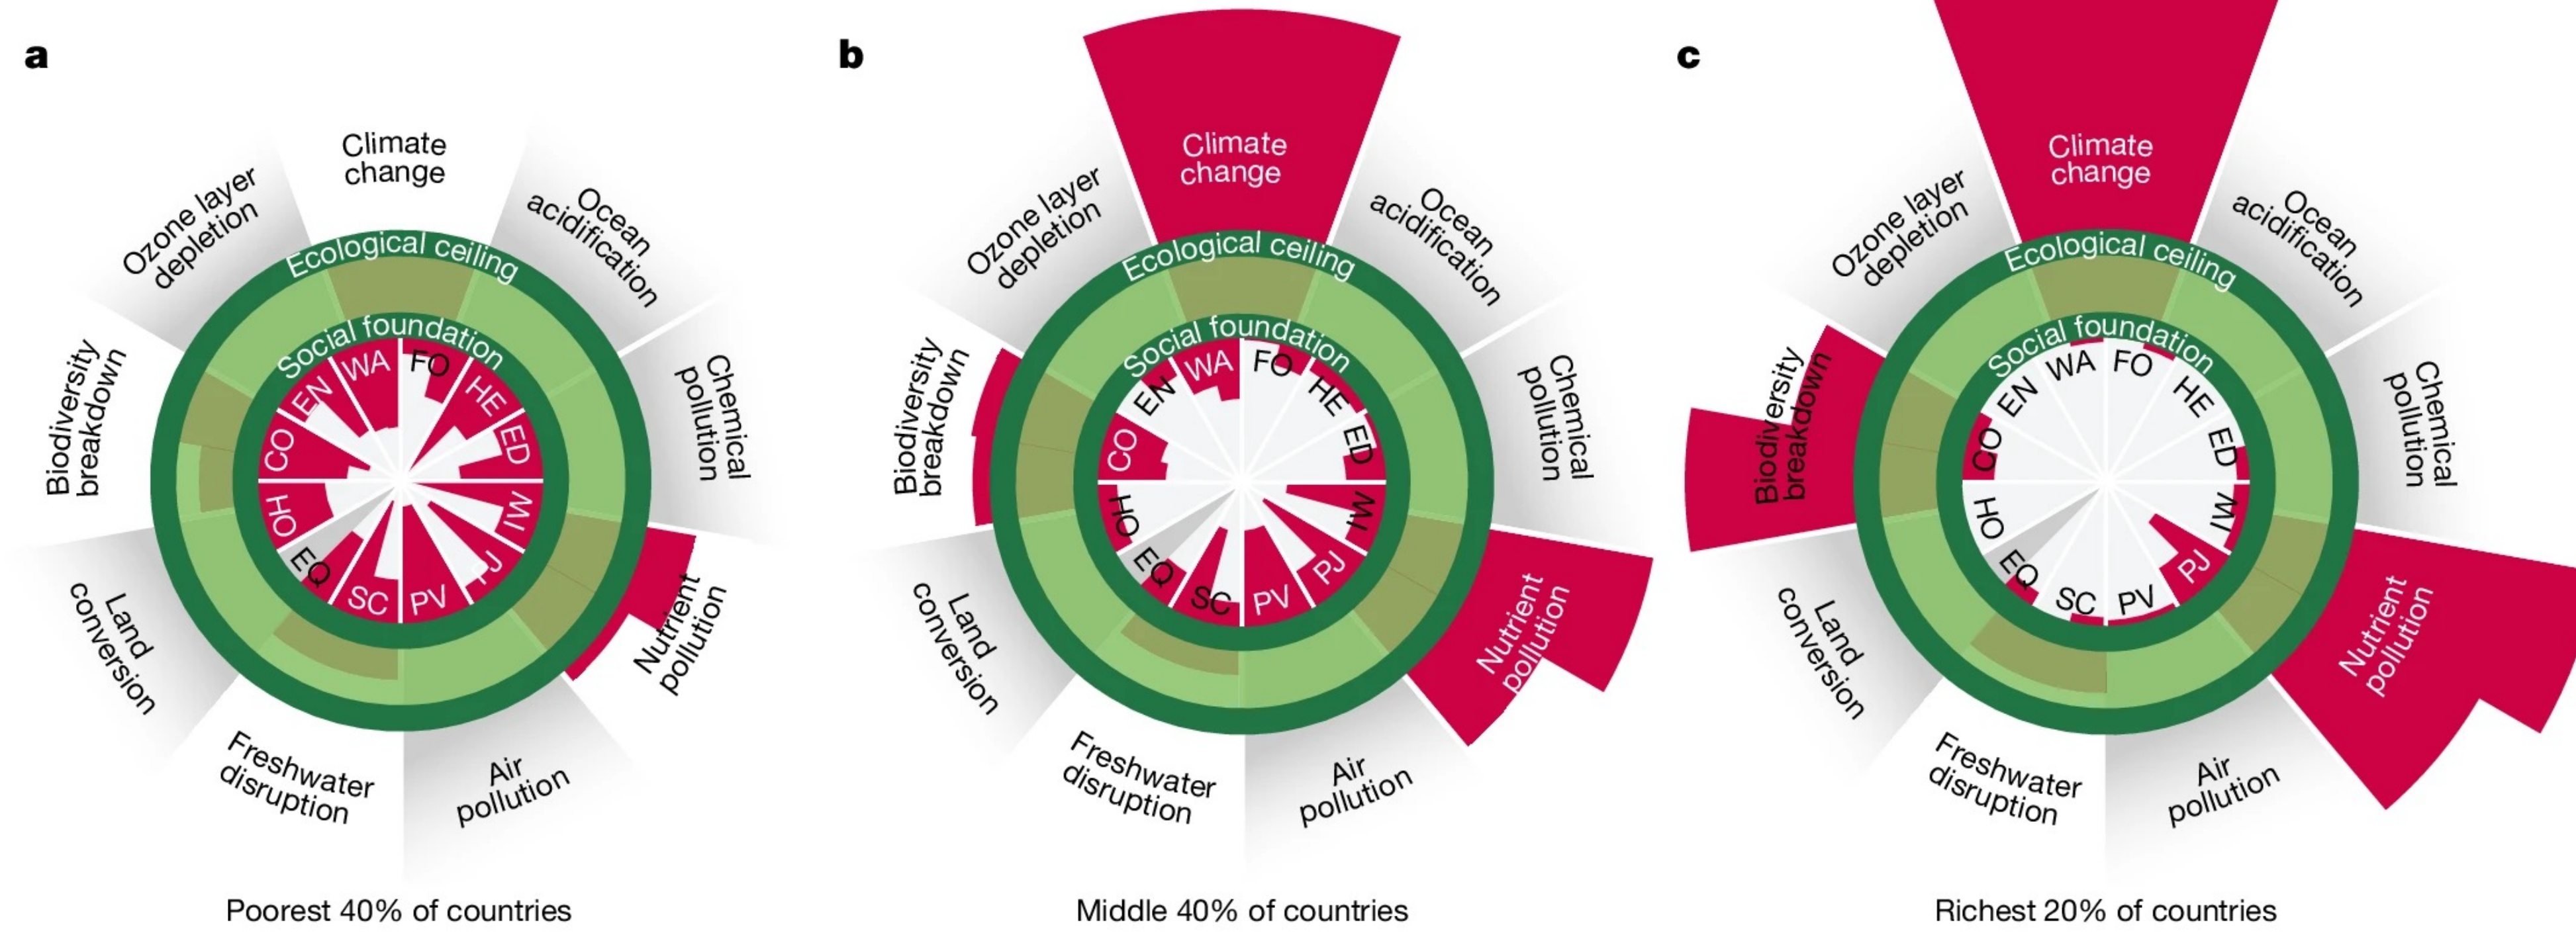 a
Climate
change
Ocean
acidification
Chemical
pollution
Nutrient
pollution
Air
pollution
Freshwater
disruption
Land
conversion
Biodiversity
breakdown
Ozone layer
depletion
Ecological ceiling
Social foundation
FO
HE
ED
WI
PJ
PV
SC
EQ
HO
CO
EN
WA
Poorest 40% of countries
b
Climate
change
Ocean
acidification
Chemical
pollution
Nutrient
pollution
Air
pollution
Freshwater
disruption
Land
conversion
Biodiversity
breakdown
Ozone layer
depletion
Ecological ceiling
Social foundation
FO
HE
ED
WI
PJ
PV
SC
EQ
HO
CO
EN
WA
Middle 40% of countries
c
Climate
change
Ocean
acidification
Chemical
pollution
Nutrient
pollution
Air
pollution
Freshwater
disruption
Land
conversion
Biodiversity
breakdown
Ozone layer
depletion
Ecological ceiling
Social foundation
FO
HE
ED
WI
PJ
PV
SC
EQ
HO
CO
EN
WA
Richest 20% of countries